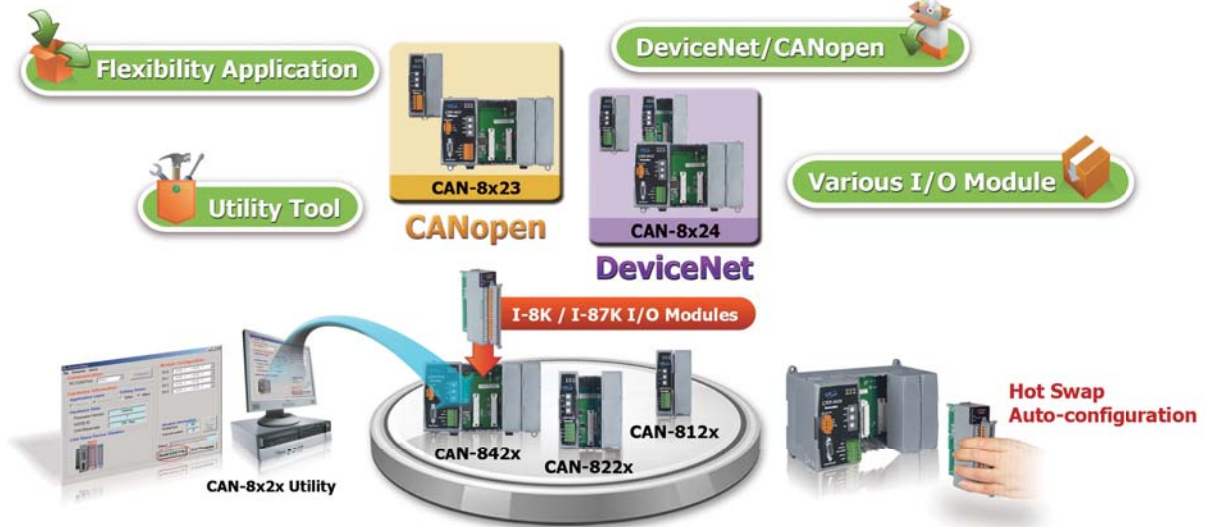 Flexibility Application
DeviceNet/CANopen
CAN-8x23
CANopen
Utility Tool
CAN-8x24
DeviceNet
Various I/O Module
I-8K / I-87K I/O Modules
CAN-8x2x Utility
CAN-842x
CAN-822x
CAN-812x
Hot Swap
Auto-configuration